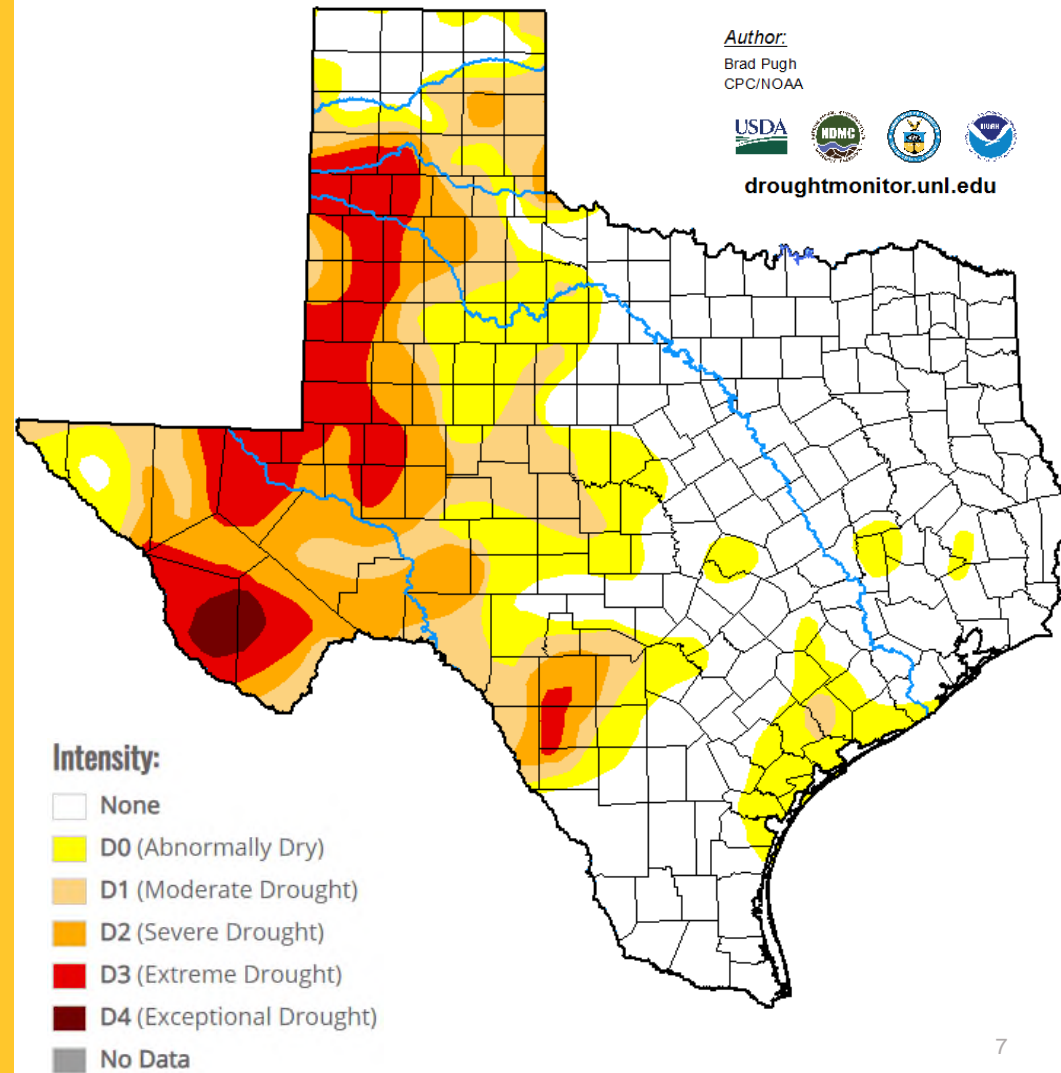 Author:
Brad Pugh
CPC/NOAA
USDA
NDMC
droughtmonitor.unl.edu
Intensity:
None
D0 (Abnormally Dry)
D1 (Moderate Drought)
D2 (Severe Drought)
D3 (Extreme Drought)
D4 (Exceptional Drought)
No Data
7